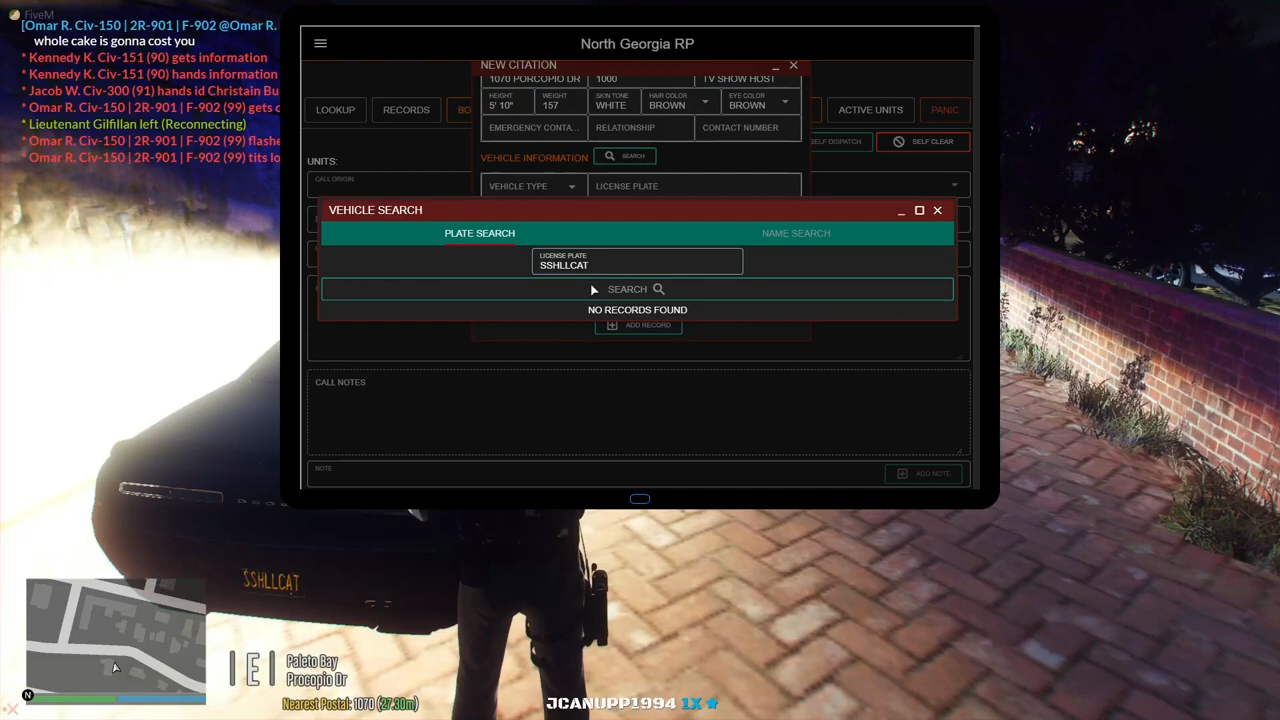 FiveM
[Omar R. Civ-150 | 2R-901 | F-902 @Omar R.
whole cake is gonna cost you
* Kennedy K. Civ-151 (90) gets information
* Kennedy K. Civ-151 (90) hands information
* Jacob W. Civ-300 (91) hands id Christain Bu
* Omar R. Civ-150 | 2R-901 | F-902 (99) gets
* Lieutenant Gilfillan left (Reconnecting)
* Omar R. Civ-150 | 2R-901 | F-902 (99) flashe
* Omar R. Civ-150 | 2R-901 | F-902 (99) tits lo
North Georgia RP
NEW CITATION
1070 PORCOPIO DR
1000
TV SHOW HOST
LOOKUP
RECORDS
BO
ACTIVE UNITS
PANIC
HEIGHT
5' 10"
WEIGHT
157
SKIN TONE
WHITE
HAIR COLOR
BROWN
EYE COLOR
BROWN
EMERGENCY CONTA...
RELATIONSHIP
CONTACT NUMBER
SELF DISPATCH
SELF CLEAR
UNITS:
VEHICLE INFORMATION
SEARCH
CALL ORIGIN
VEHICLE TYPE
LICENSE PLATE
VEHICLE SEARCH
PLATE SEARCH
NAME SEARCH
LICENSE PLATE
SSHLLCAT
SEARCH
NO RECORDS FOUND
ADD RECORD
CALL NOTES
NOTE
ADD NOTE
SSHLLCAT
N
| E |
Paleto Bay
Procopio Dr
Nearest Postal: 1070 (27.30m)
JCANUPP1994 1X